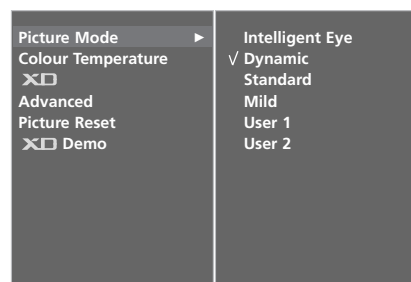 Picture Mode ►
Colour Temperature
XD
Advanced
Picture Reset
XD Demo
Intelligent Eye
√ Dynamic
Standard
Mild
User 1
User 2